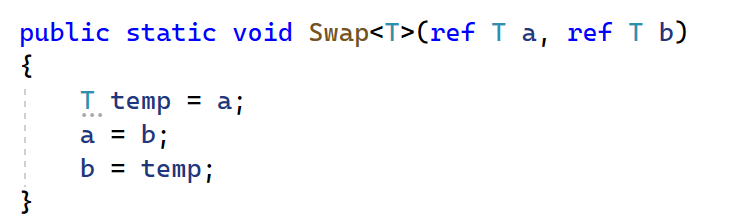 public static void Swap<T>(ref T a, ref T b)
{
    T temp = a;
    a = b;
    b = temp;
}